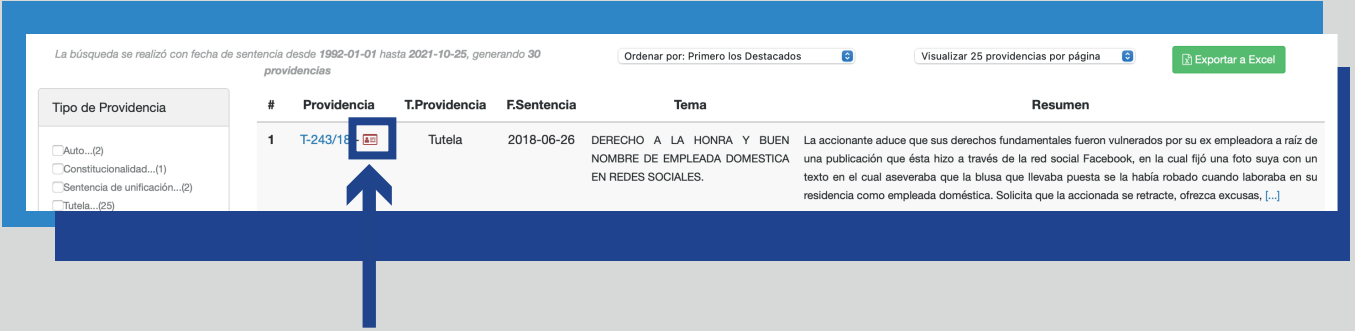 La búsqueda se realizó con fecha de sentencia desde 1992-01-01 hasta 2021-10-25, generando 30
providencias
Ordenar por: Primero los Destacados
Visualizar 25 providencias por página
Exportar a Excel
Tipo de Providencia
Auto...(2)
Constitucionalidad...(1)
Sentencia de unificación...(2)
Tutela...(25)
# Providencia T.Providencia F.Sentencia Tema Resumen
1 T-243/18 Tutela 2018-06-26
DERECHO A LA HONRA Y BUEN
NOMBRE DE EMPLEADA DOMESTICA
EN REDES SOCIALES.
La accionante aduce que sus derechos fundamentales fueron vulnerados por su ex empleadora a raíz de
una publicación que ésta hizo a través de la red social Facebook, en la cual fijó una foto suya con un
texto en el cual aseveraba que la blusa que llevaba puesta se la había robado cuando laboraba en su
residencia como empleada doméstica. Solicita que la accionada se retracte, ofrezca excusas, [...]